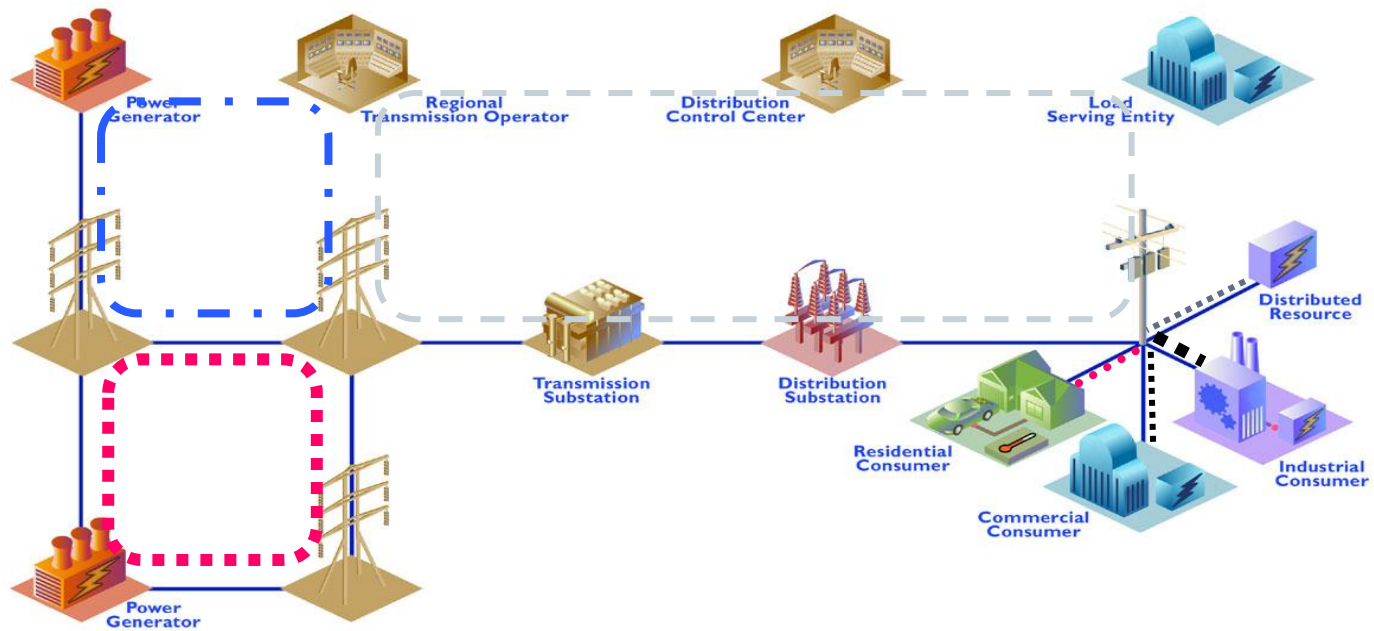 Power
Generator
Regional
Transmission Operator
Distribution
Control Center
Load
Serving Entity
Distributed
Resource
Transmission
Substation
Distribution
Substation
Residential
Consumer
Industrial
Consumer
Commercial
Consumer
Power
Generator